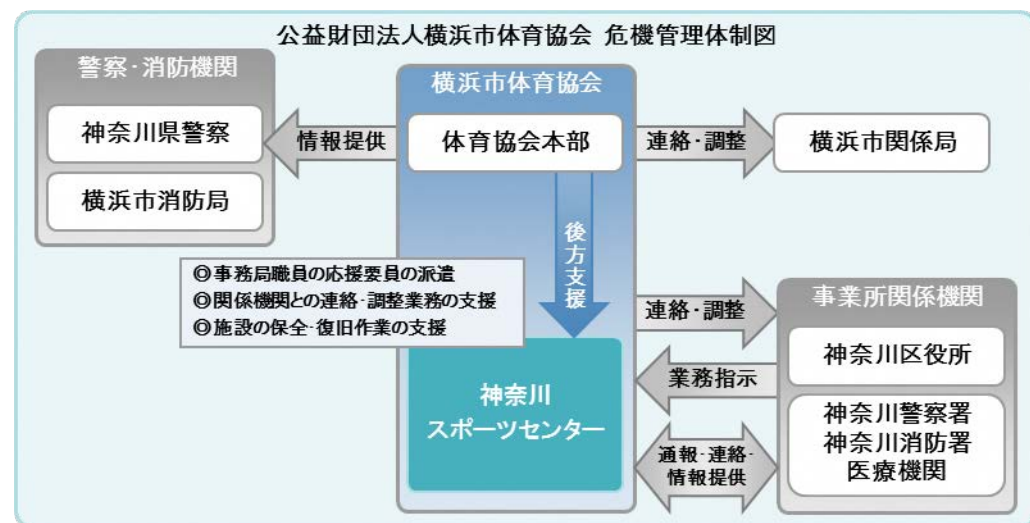 公益財団法人横浜市体育協会 危機管理体制図
警察・消防機関
神奈川県警察
横浜市消防局
情報提供
横浜市体育協会
体育協会本部
連絡・調整
横浜市関係局
後方支援
◎事務局職員の応援要員の派遣
◎関係機関との連絡・調整業務の支援
◎施設の保全・復旧作業の支援
神奈川
スポーツセンター
連絡・調整
業務指示
通報・連絡・
情報提供
事業所関係機関
神奈川区役所
神奈川警察署
神奈川消防署
医療機関